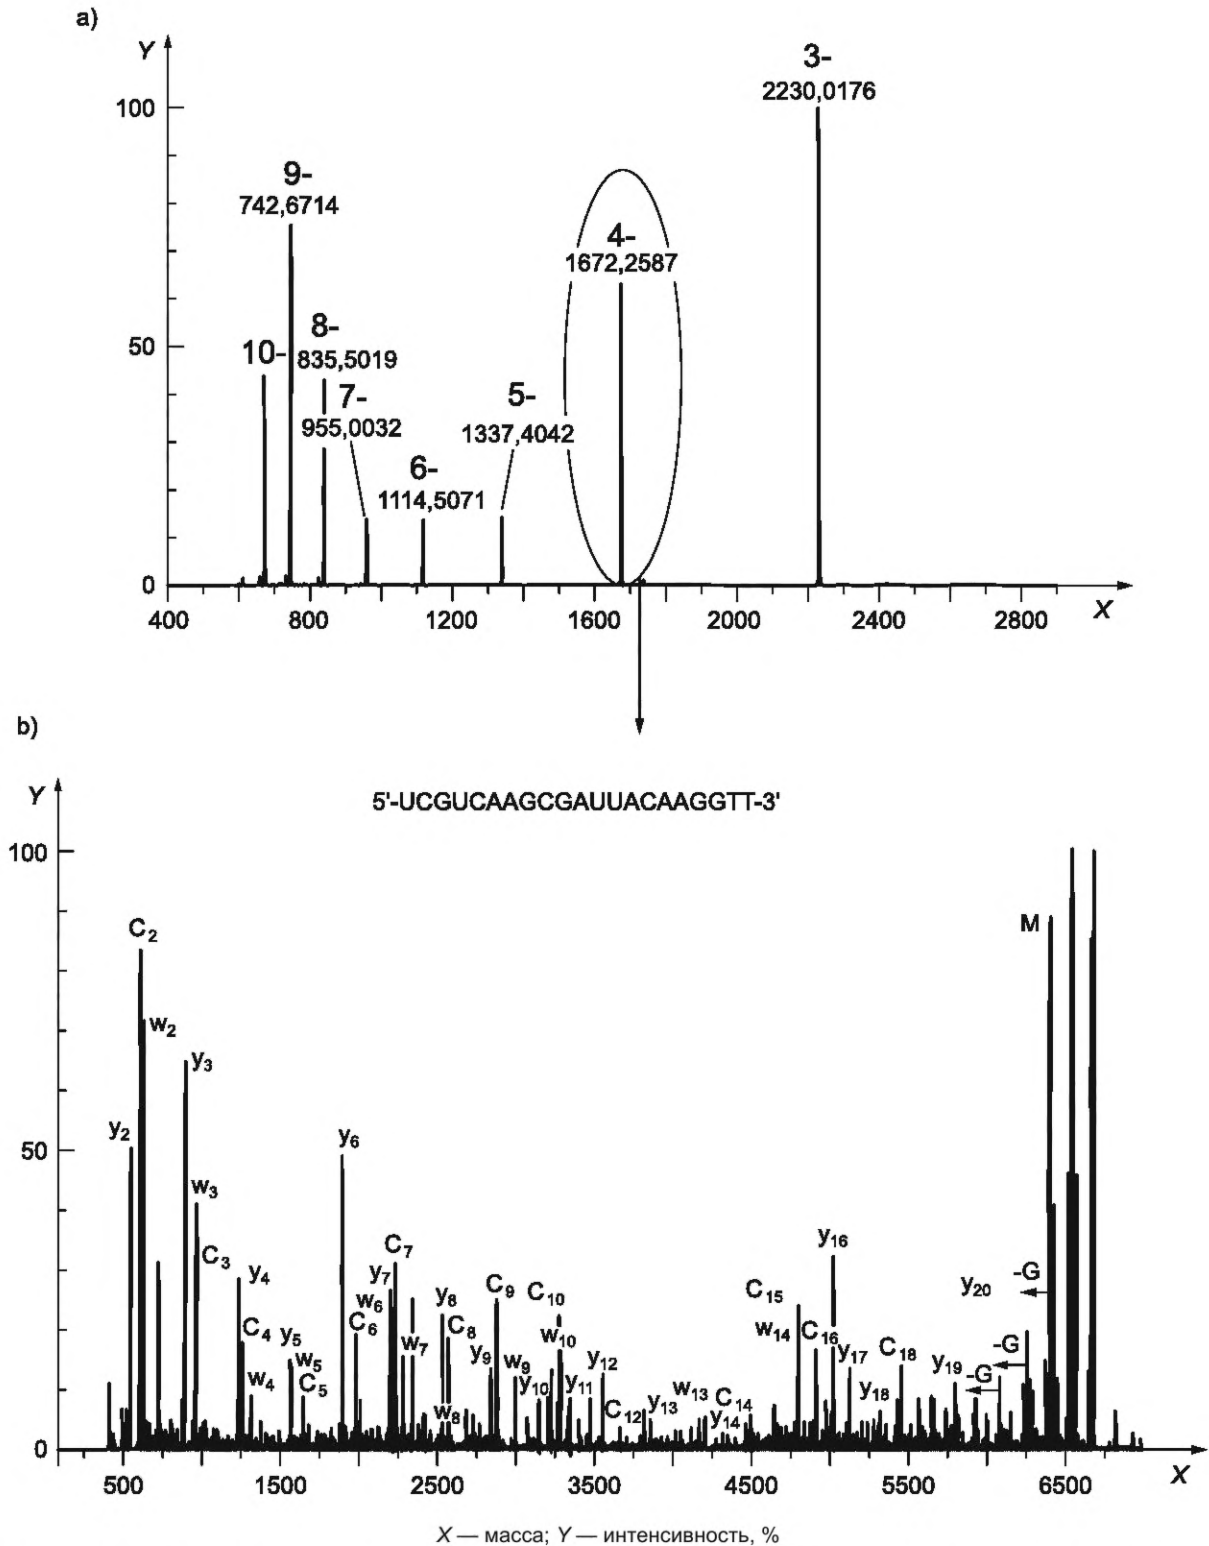 a)
Y
3-
2230,0176
100
9-
742,6714
4-
1672,2587
8-
10- 835,5019
50
7-
5-
955,0032
1337,4042
6-
1114,5071
0
400 800 1200 1600 2000 2400 2800 X
b)
Y
5'-UCGUCAAGCGAUUACAAGGTT-3'
100
C2
M
w2
y3
50
y2
y6
w3
C3
y4
C7
y16
y7
C4
w6
y8
C9
C10
C15
y20
-G
y5
C6
C8
w10
w14
C16
C18
w5
w7
y9
w9
y12
y17
y19
-G
w4
C5
y10
y11
y13
w13
C14
y18
-G
w8
C12
y14
0
500 1500 2500 3500 4500 5500 6500 X
X — масса; Y — интенсивность, %